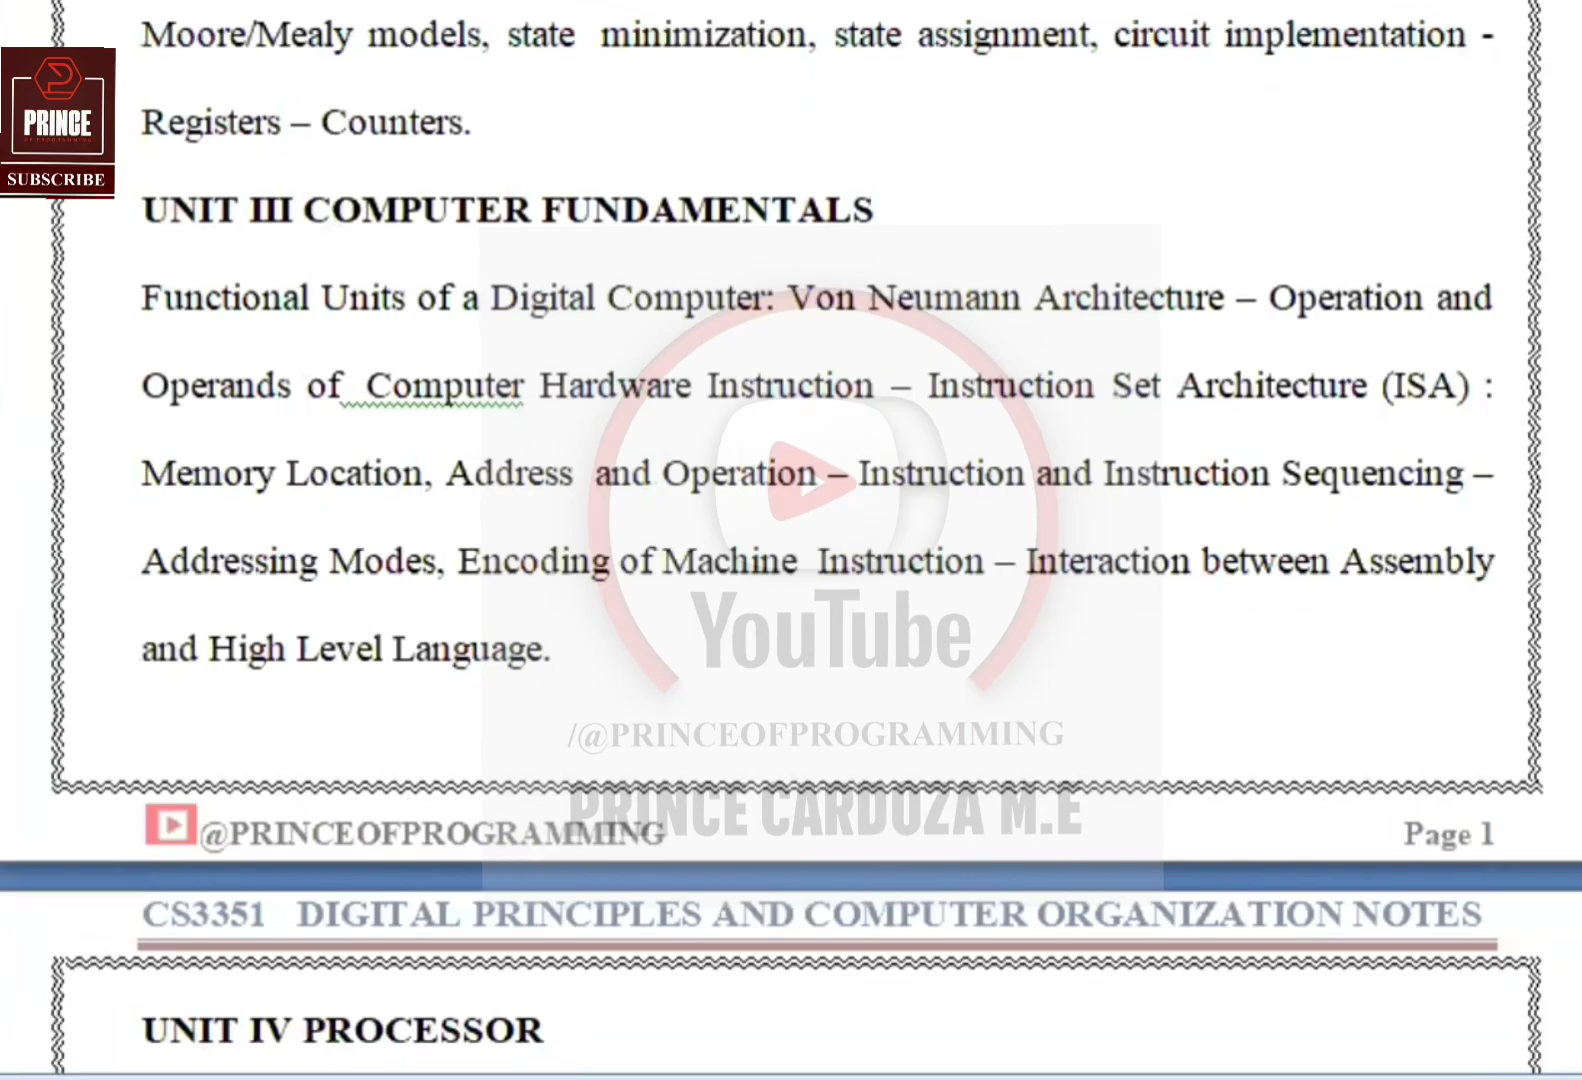 Moore/Mealy models, state minimization, state assignment, circuit implementation -
PRINCE
Registers – Counters.
SUBSCRIBE
UNIT III COMPUTER FUNDAMENTALS
Functional Units of a Digital Computer: Von Neumann Architecture – Operation and
Operands of Computer Hardware Instruction – Instruction Set Architecture (ISA) :
Memory Location, Address and Operation – Instruction and Instruction Sequencing –
Addressing Modes, Encoding of Machine Instruction – Interaction between Assembly
YouTube
and High Level Language.
/@PRINCEOFPROGRAMMING
PRINCE CARDUZA M.E
@PRINCEOFPROGRAMMING
Page 1
CS3351 DIGITAL PRINCIPLES AND COMPUTER ORGANIZATION NOTES
UNIT IV PROCESSOR